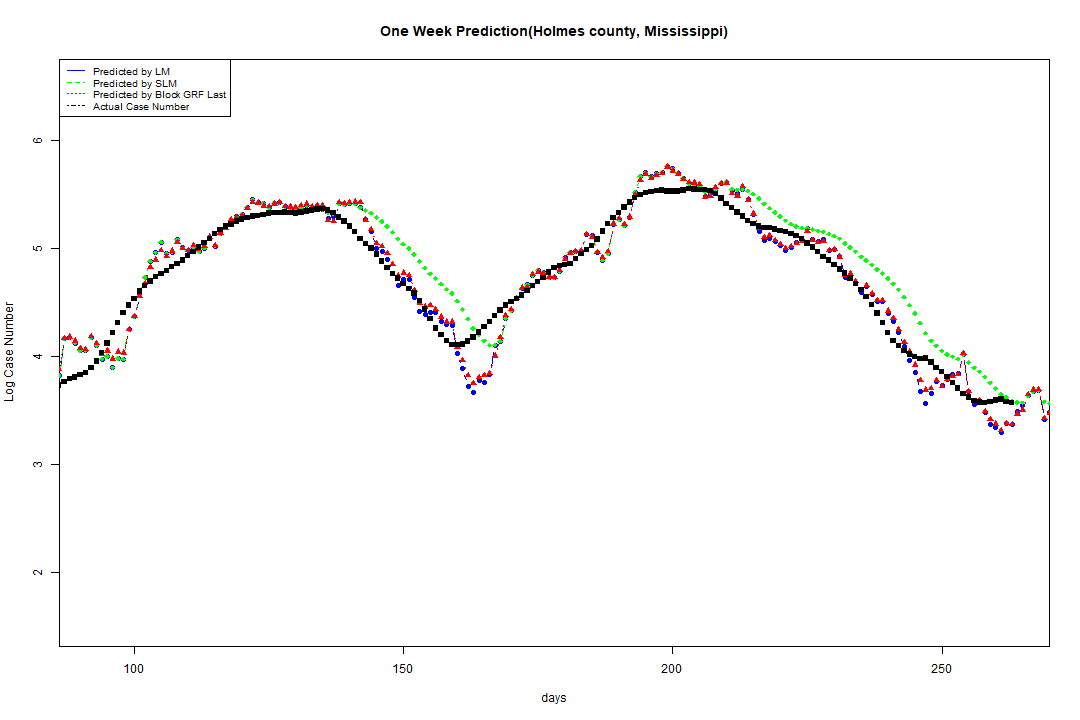 One Week Prediction(Holmes county, Mississippi)
Predicted by LM
Predicted by SLM
Predicted by Block GRF Last
Actual Case Number
6
5
4
3
2
Log Case Number
100
150
200
250
days